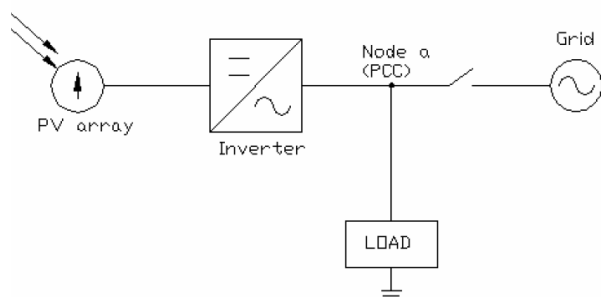 Node a
(PCC)
Grid
PV array
Inverter
LOAD